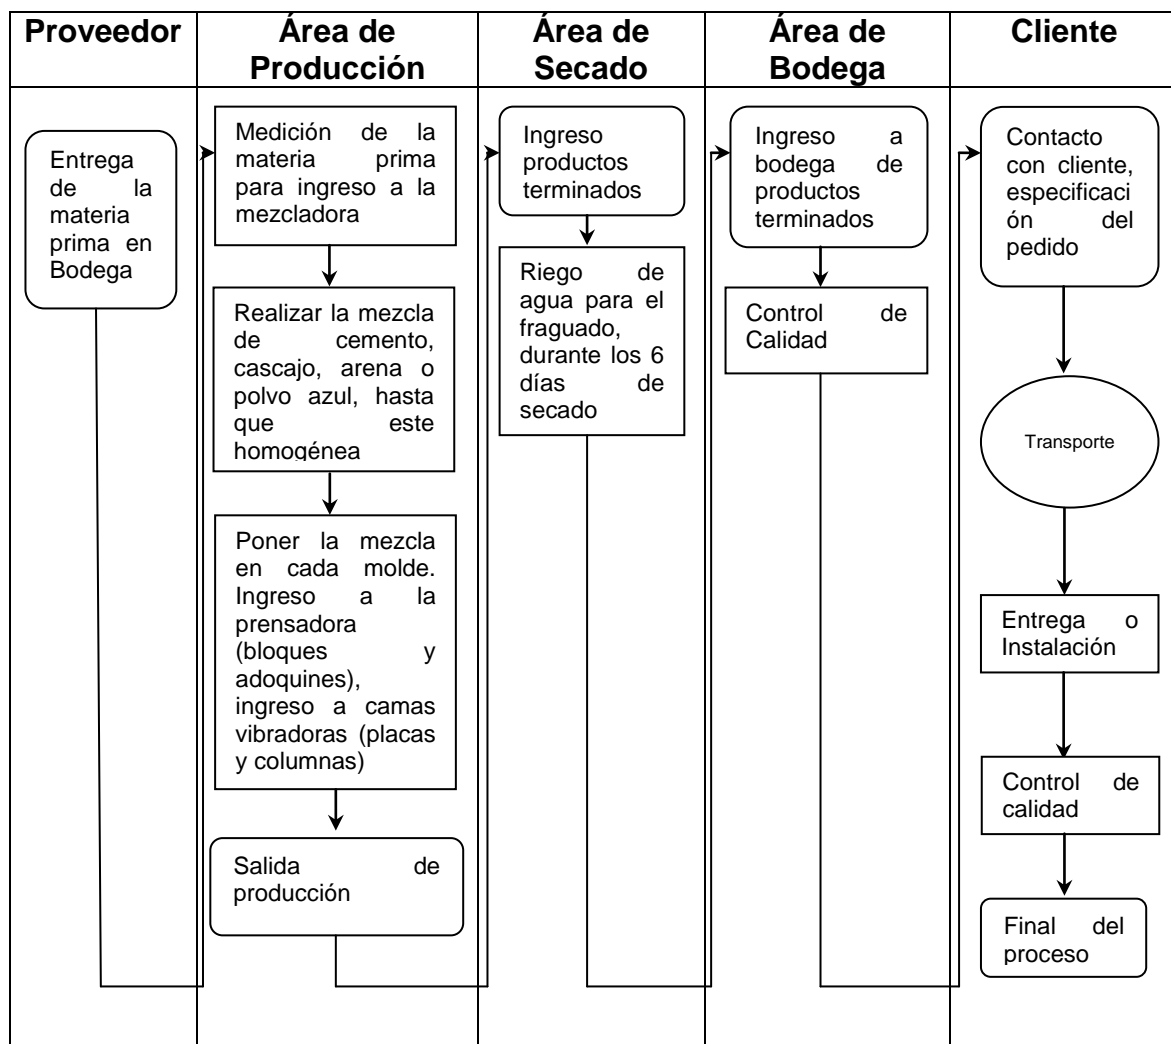 Proveedor
Área de
Producción
Área de
Secado
Área de
Bodega
Cliente
Entrega
de la
materia
prima en
Bodega
Medición de la
materia prima
para ingreso a la
mezcladora
Realizar la mezcla
de cemento,
cascajo, arena o
polvo azul, hasta
que este
homogénea
Poner la mezcla
en cada molde.
Ingreso a la
prensadora
(bloques y
adoquines),
ingreso a camas
vibradoras (placas
y columnas)
Salida de
producción
Ingreso
productos
terminados
Riego de
agua para el
fraguado,
durante los 6
días de
secado
Ingreso a
bodega de
productos
terminados
Control de
Calidad
Contacto
con cliente,
especificaci
ón del
pedido
Transporte
Entrega o
Instalación
Control de
calidad
Final del
proceso